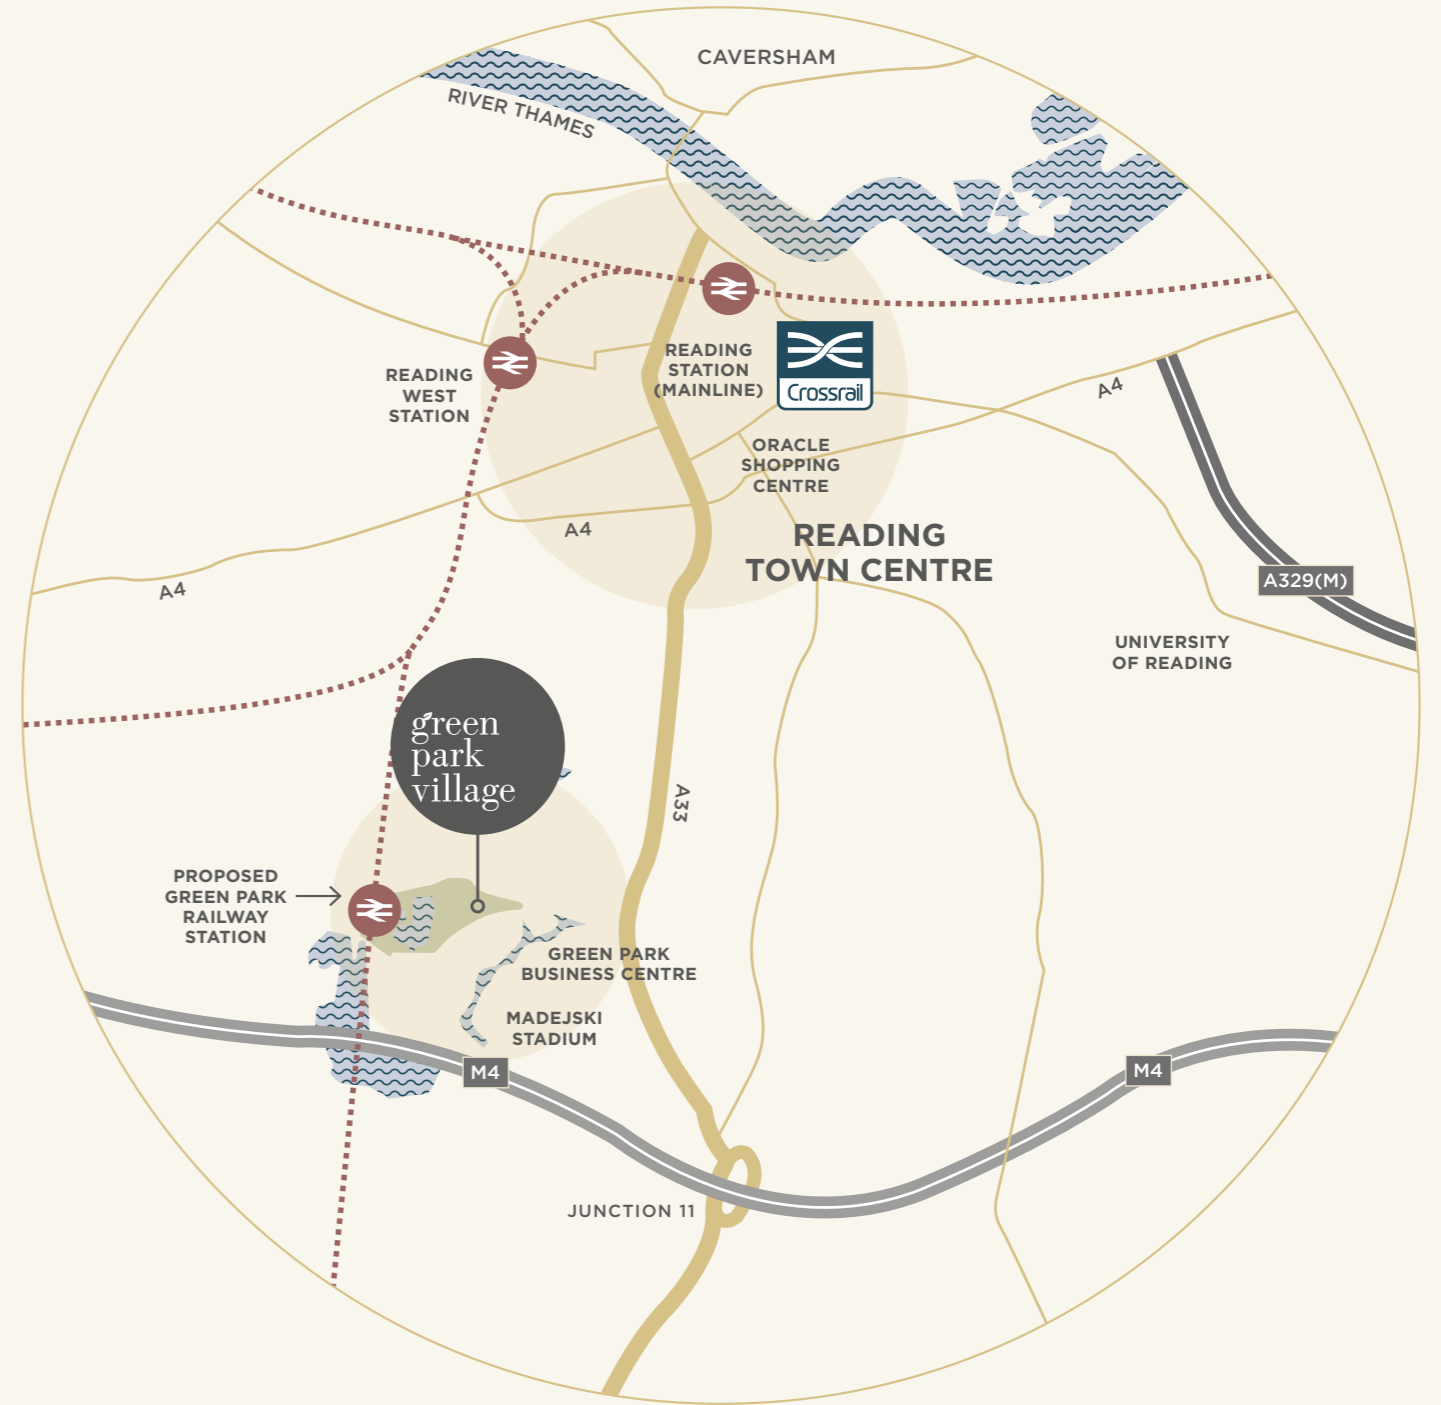 CAVERSHAM
RIVER THAMES
READING
STATION
(MAINLINE)
Crossrail
READING
WEST
STATION
A4
ORACLE
SHOPPING
CENTRE
A4
READING
TOWN CENTRE
A4
A329(M)
UNIVERSITY
OF READING
green
park
village
A33
PROPOSED
GREEN PARK
RAILWAY
STATION
GREEN PARK
BUSINESS CENTRE
MADEJSKI
STADIUM
M4
M4
JUNCTION 11